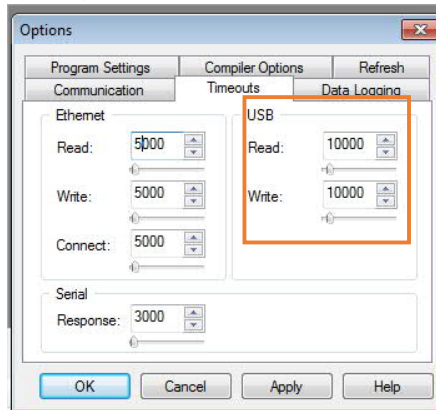 Options
Program Settings Compiler Options Refresh
Communication Timeouts Data Logging
Ethernet USB
Read: 5000 Read: 10000
Write: 5000 Write: 10000
Connect: 5000
Serial
Response: 3000
OK Cancel Apply Help